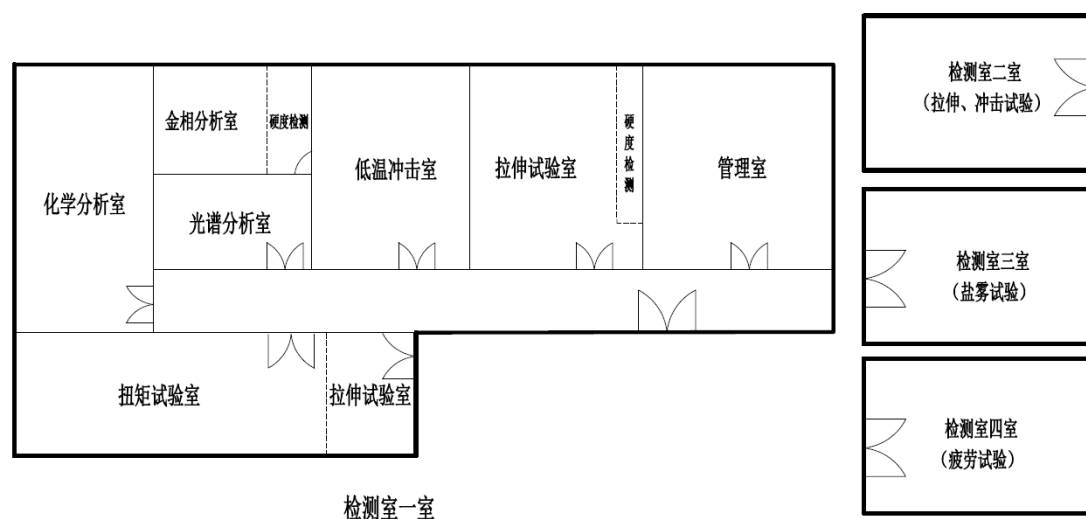 检测室二室
（拉伸、冲击试验）
金相分析室
硬度检测
低温冲击室
拉伸试验室
硬度检测
管理室
化学分析室
光谱分析室
检测室三室
（盐雾试验）
扭矩试验室
拉伸试验室
检测室四室
（疲劳试验）
检测室一室